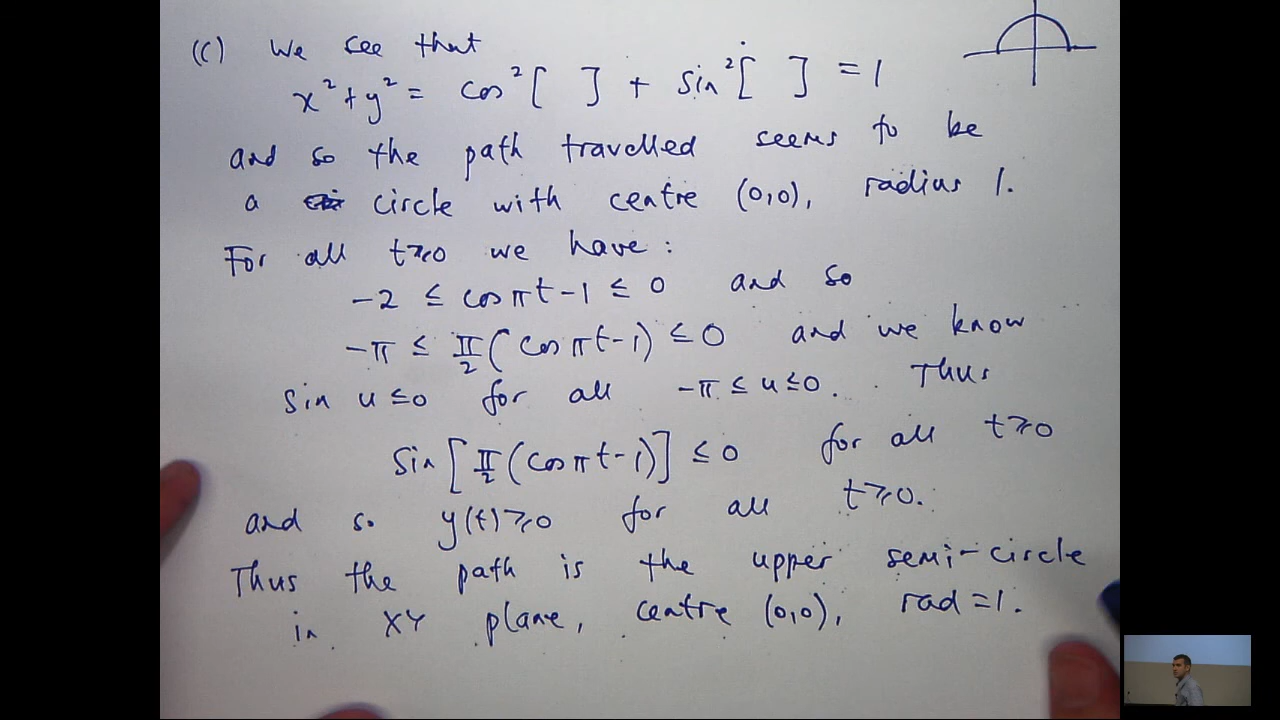 (c) We see that
x² + y² = cos²[ ] + sin²[ ] = 1
and so the path travelled seems to be
a circle with centre (0,0), radius 1.
For all t≥0 we have:
-2 ≤ cos πt - 1 ≤ 0 and so
-π ≤ π/2 (cos πt - 1) ≤ 0 and we know
sin u ≤ 0 for all -π ≤ u ≤ 0. Thus
sin[π/2 (cos πt - 1)] ≤ 0 for all t≥0
and so y(t) ≥ 0 for all t≥0.
Thus the path is the upper semi-circle
in XY plane, centre (0,0), rad = 1.